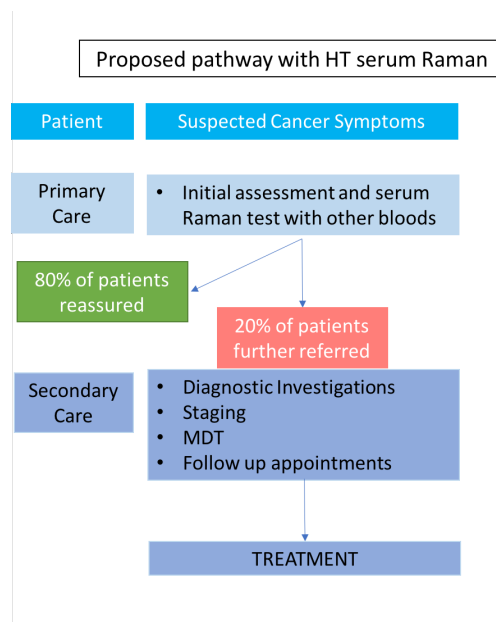 Proposed pathway with HT serum Raman
Patient
Suspected Cancer Symptoms
Primary
Care
• Initial assessment and serum
Raman test with other bloods
80% of patients
reassured
20% of patients
further referred
Secondary
Care
• Diagnostic Investigations
• Staging
• MDT
• Follow up appointments
TREATMENT